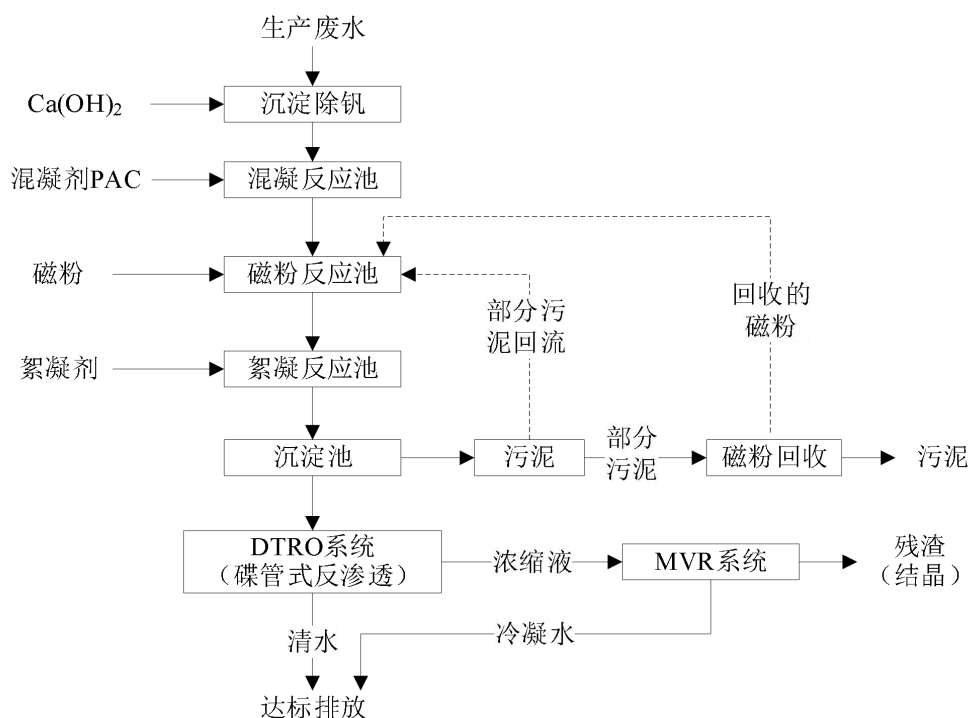 生产废水
Ca(OH)₂
沉淀除钒
混凝剂PAC
混凝反应池
磁粉
磁粉反应池
部分污
泥回流
回收的
磁粉
絮凝剂
絮凝反应池
沉淀池
污泥
部分
污泥
磁粉回收
污泥
DTRO系统
（碟管式反渗透）
浓缩液
MVR系统
残渣
（结晶）
清水
冷凝水
达标排放